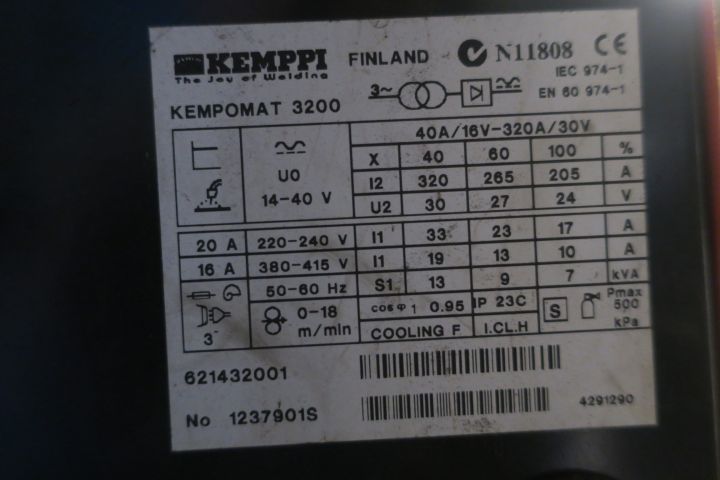 KEMPPI FINLAND N11808 CE
The Joy of Welding
IEC 974-1
3~
EN 60 974-1
KEMPOMAT 3200
40A/16V-320A/30V
U0
14-40 V
X 40 60 100 %
I2 320 265 205 A
U2 30 27 24 V
20 A 220-240 V I1 33 23 17 A
16 A 380-415 V I1 19 13 10 A
50-60 Hz S1 13 9 7 kVA
3~
0-18 m/min
cos φ 1 0.95 IP 23C
S Pmax 500 kPa
COOLING F I.CL.H
621432001
No 1237901S
4291290